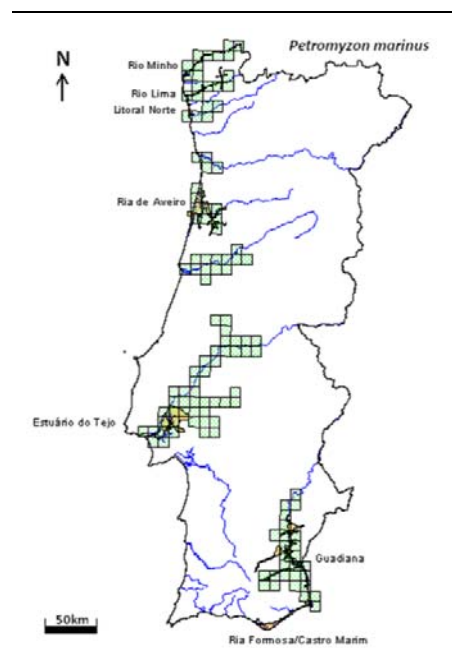 Petromyzon marinus
N
Rio Minho
Rio Lima
Litoral Norte
Ria de Aveiro
Estuário do Tejo
Guadiana
50km
Ria Formosa/Castro Marim